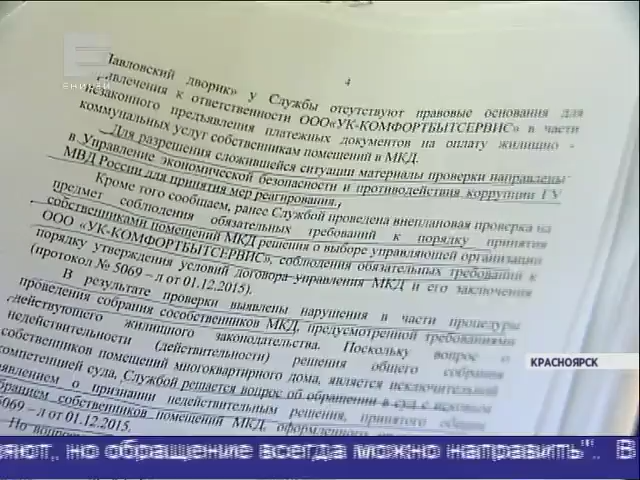 4
Павловский дворик» у Службы отсутствуют правовые основания для
привлечения к ответственности ООО«УК-КОМФОРТБЫТСЕРВИС» в части
незаконного предъявления платежных документов на оплату жилищно -
коммунальных услуг собственникам помещений в МКД.
Для разрешения сложившейся ситуации материалы проверки направлены
в Управление экономической безопасности и противодействия коррупции ГУ
МВД России для принятия мер реагирования.
Кроме того сообщаем, ранее Службой проведена внеплановая проверка на
предмет соблюдения обязательных требований к порядку принятия
собственниками помещений МКД решения о выборе управляющей организации
ООО «УК-КОМФОРТБЫТСЕРВИС», соблюдения обязательных требований к
порядку утверждения условий договора управления МКД и его заключения
(протокол № 5069 – л от 01.12.2015).
В результате проверки выявлены нарушения в части процедуры
проведения собрания сособственников МКД, предусмотренной требованиями
действующего жилищного законодательства. Поскольку вопрос о
недействительности (действительности) решения общего собрания
собственников помещений многоквартирного дома, является исключительной
компетенцией суда, Службой решается вопрос об обращении в суд с исковым
заявлением о признании недействительным решения, принятого общим
собранием собственников помещений МКД, оформленного
5069 – л от 01.12.2015.
По вопросу
Енисей
КРАСНОЯРСК
яют, но обращение всегда можно направить". В